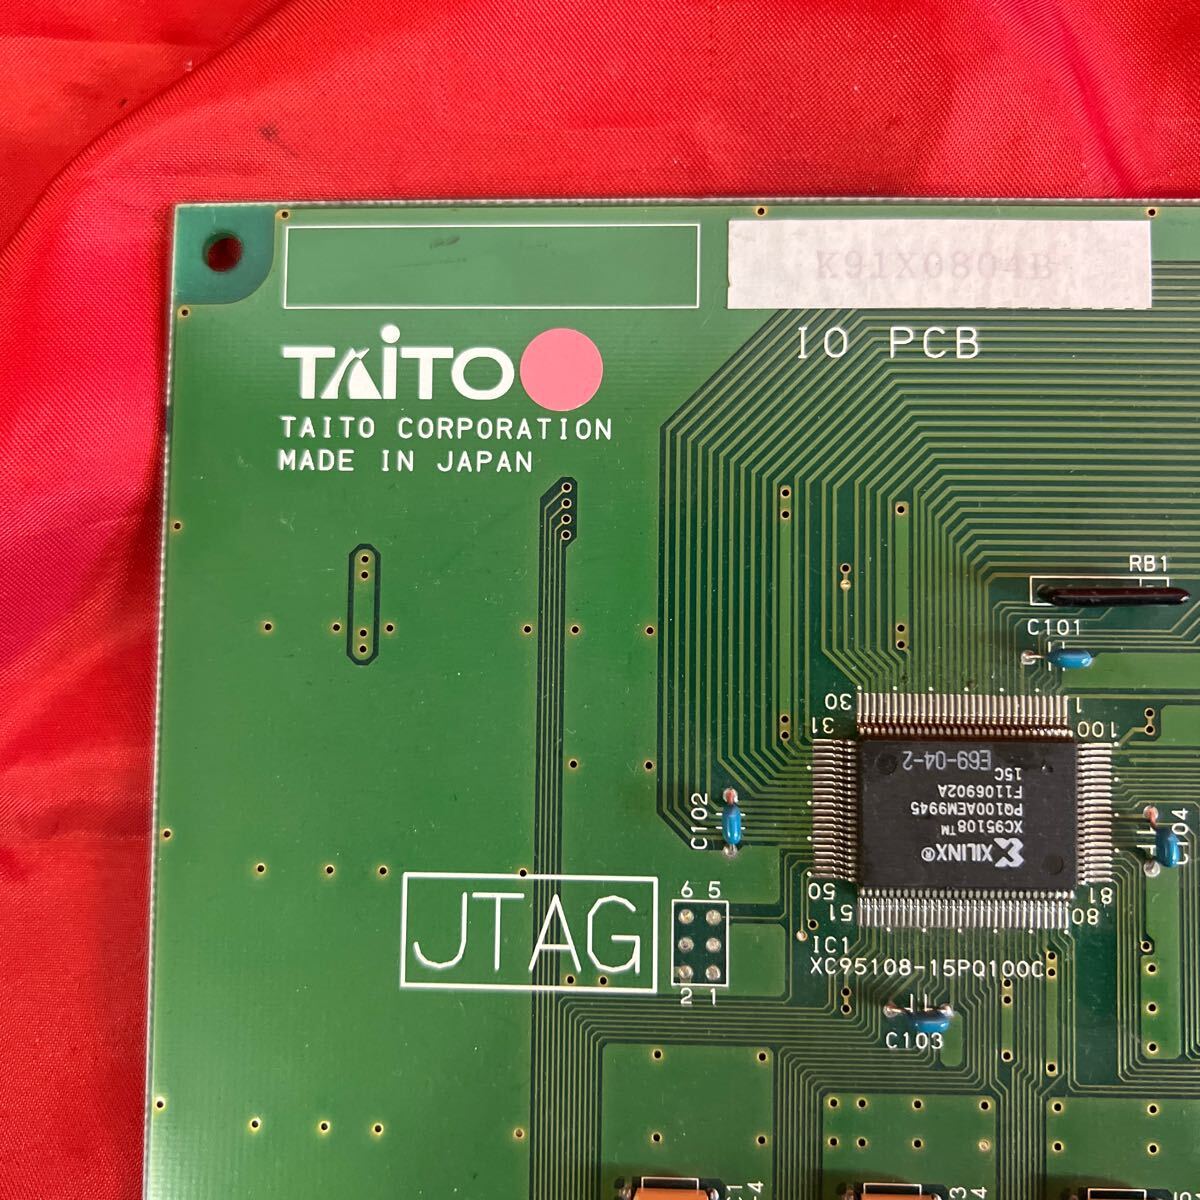 K91X0804B
TAiTO
IO PCB
TAITO CORPORATION
MADE IN JAPAN
RB1
C101
30
1
31
100
E69-04-2
15C
F1106902A
PQ100AEM9945
XC95108™
XILINX®
C102
C104
50
81
51
80
JTAG
6 5
2 1
IC1
XC95108-15PQ100C
C103